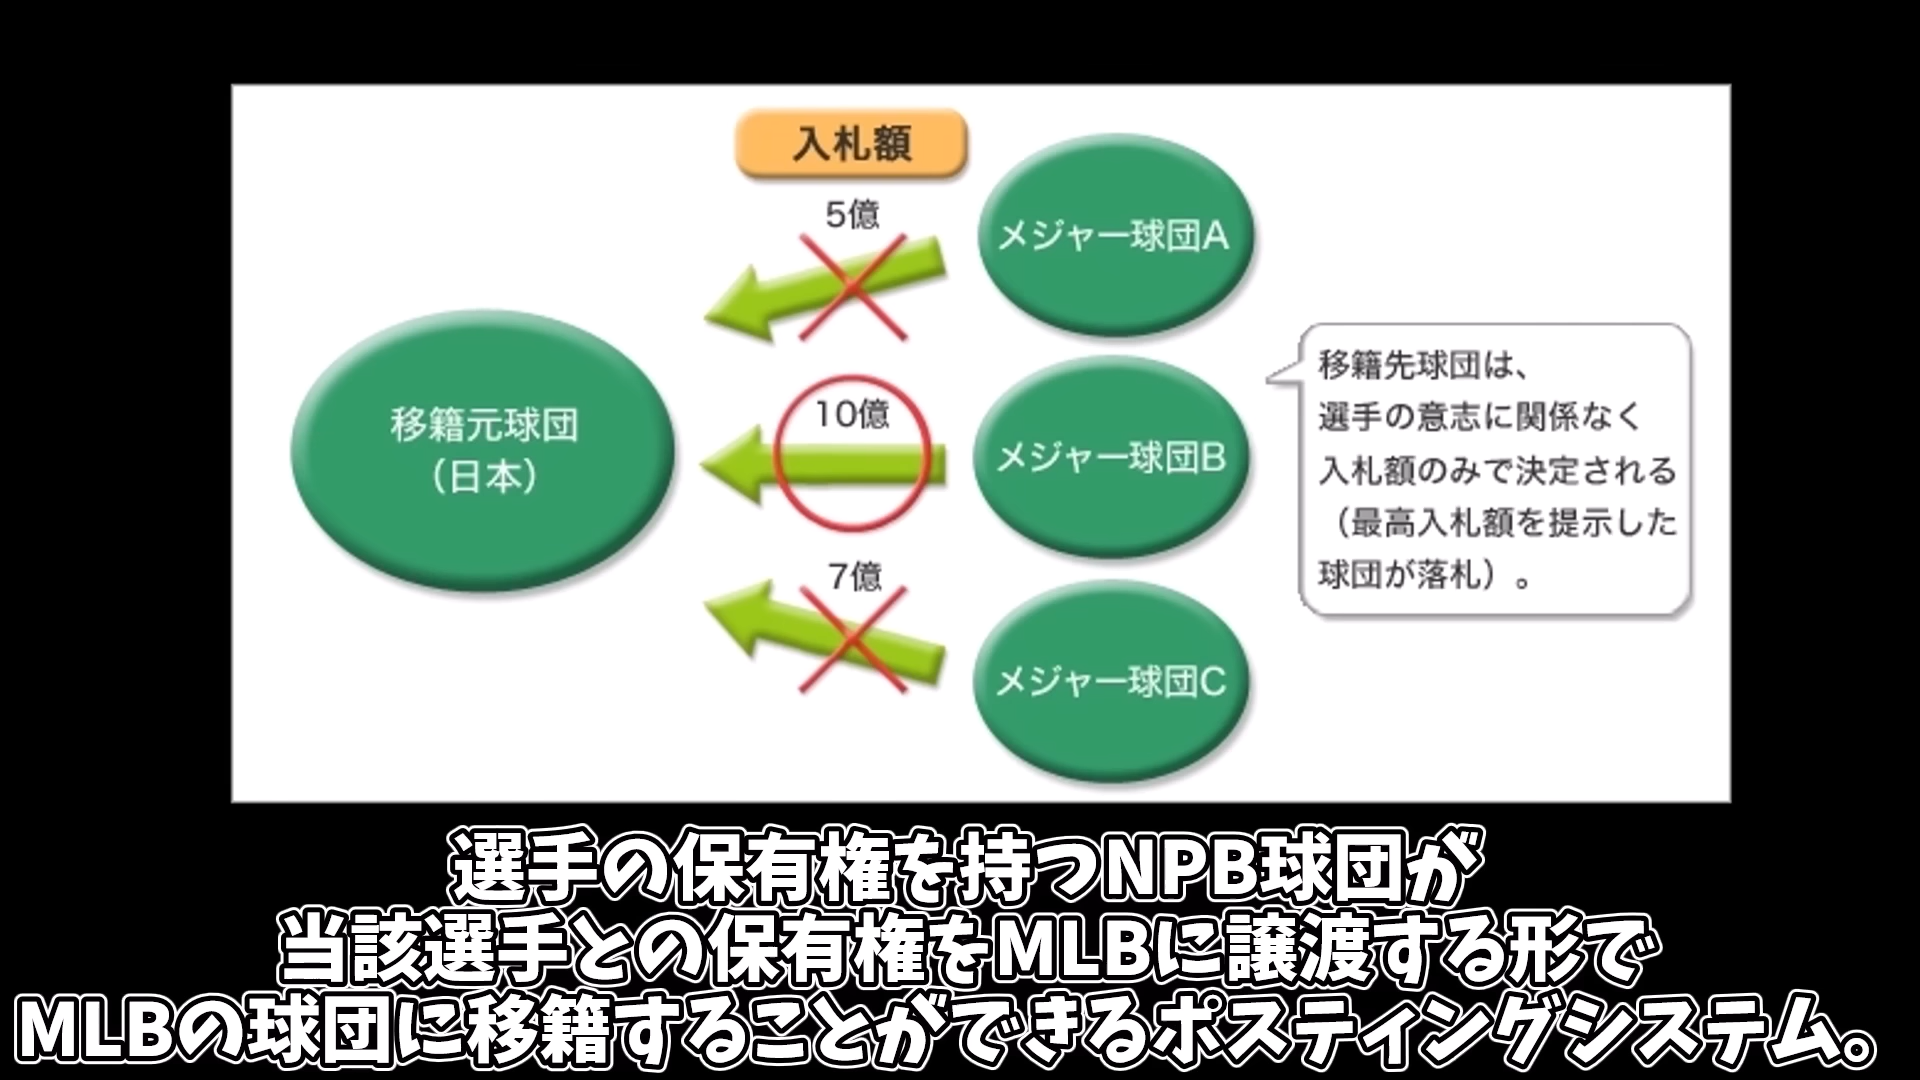 入札額
5億
メジャー球団A
移籍元球団
（日本）
10億
メジャー球団B
移籍先球団は、
選手の意志に関係なく
入札額のみで決定される
（最高入札額を提示した
球団が落札）。
7億
メジャー球団C
選手の保有権を持つNPB球団が
当該選手との保有権をMLBに譲渡する形で
MLBの球団に移籍することができるポスティングシステム。